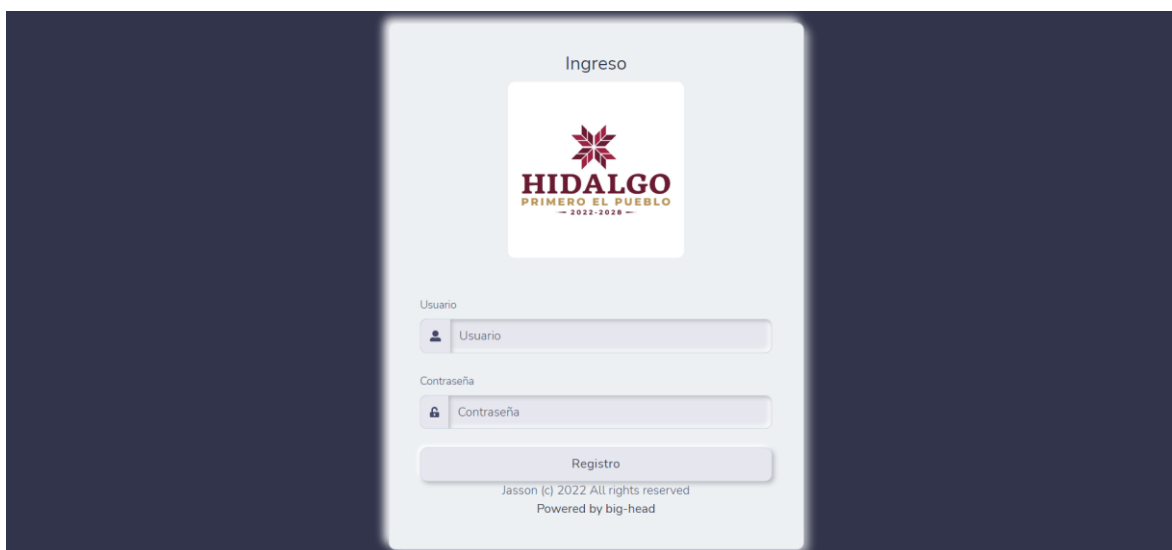 Ingreso
HIDALGO
PRIMERO EL PUEBLO
2022-2028
Usuario
Usuario
Contraseña
Contraseña
Registro
Jasson (c) 2022 All rights reserved
Powered by big-head